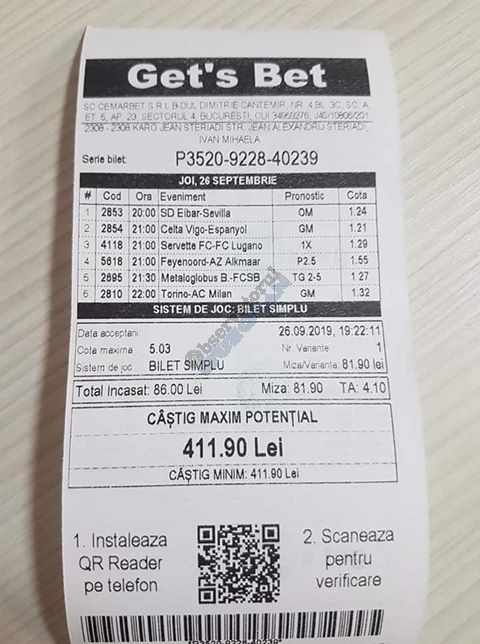 Get's Bet
SC CEMARBET S.R.L. B-DUL DIMITRIE CANTEMIR, NR. 4,BL. 3C, SC. A,
ET. 5, AP. 23, SECTORUL 4, BUCURESTI, CUI
2308 - 2308 KARO JEAN STERIADI STR. JEAN ALEXANDRU STERIADI,
IVAN MIHAELA
Serie bilet: P3520-9228-40239
JOI, 26 SEPTEMBRIE
# Cod Ora Eveniment Pronostic Cota
1 2853 20:00 SD Eibar-Sevilla OM 1.24
2 2854 21:00 Celta Vigo-Espanyol GM 1.21
3 4118 21:00 Servette FC-FC Lugano 1X 1.29
4 5618 21:00 Feyenoord-AZ Alkmaar P2.5 1.55
5 2695 21:30 Metaloglobus B.-FCSB TG 2-5 1.27
6 2810 22:00 Torino-AC Milan GM 1.32
SISTEM DE JOC: BILET SIMPLU
Data acceptarii 26.09.2019, 19:22:11
Cota maxima 5.03 Nr. Variante 1
Sistem de joc: BILET SIMPLU Miza/Varianta: 81.90 lei
Total Incasat: 86.00 Lei Miza: 81.90 TA: 4.10
CÂȘTIG MAXIM POTENȚIAL
411.90 Lei
CÂȘTIG MINIM: 411.90 Lei
1. Instaleaza
QR Reader
pe telefon
2. Scaneaza
pentru
verificare
*P3520-9228-40239*
Observatorul